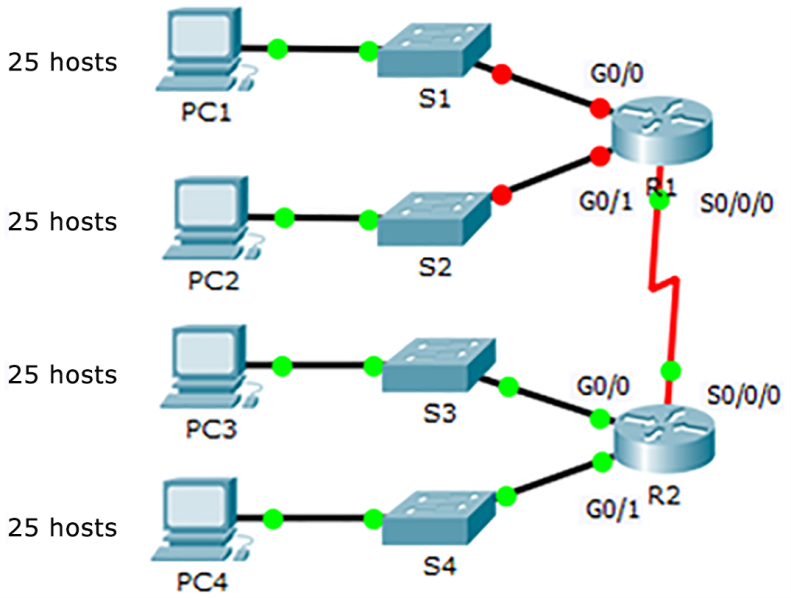 25 hosts
PC1
S1
G0/0
R1
25 hosts
PC2
S2
G0/1
S0/0/0
25 hosts
PC3
S3
G0/0
S0/0/0
R2
25 hosts
PC4
S4
G0/1